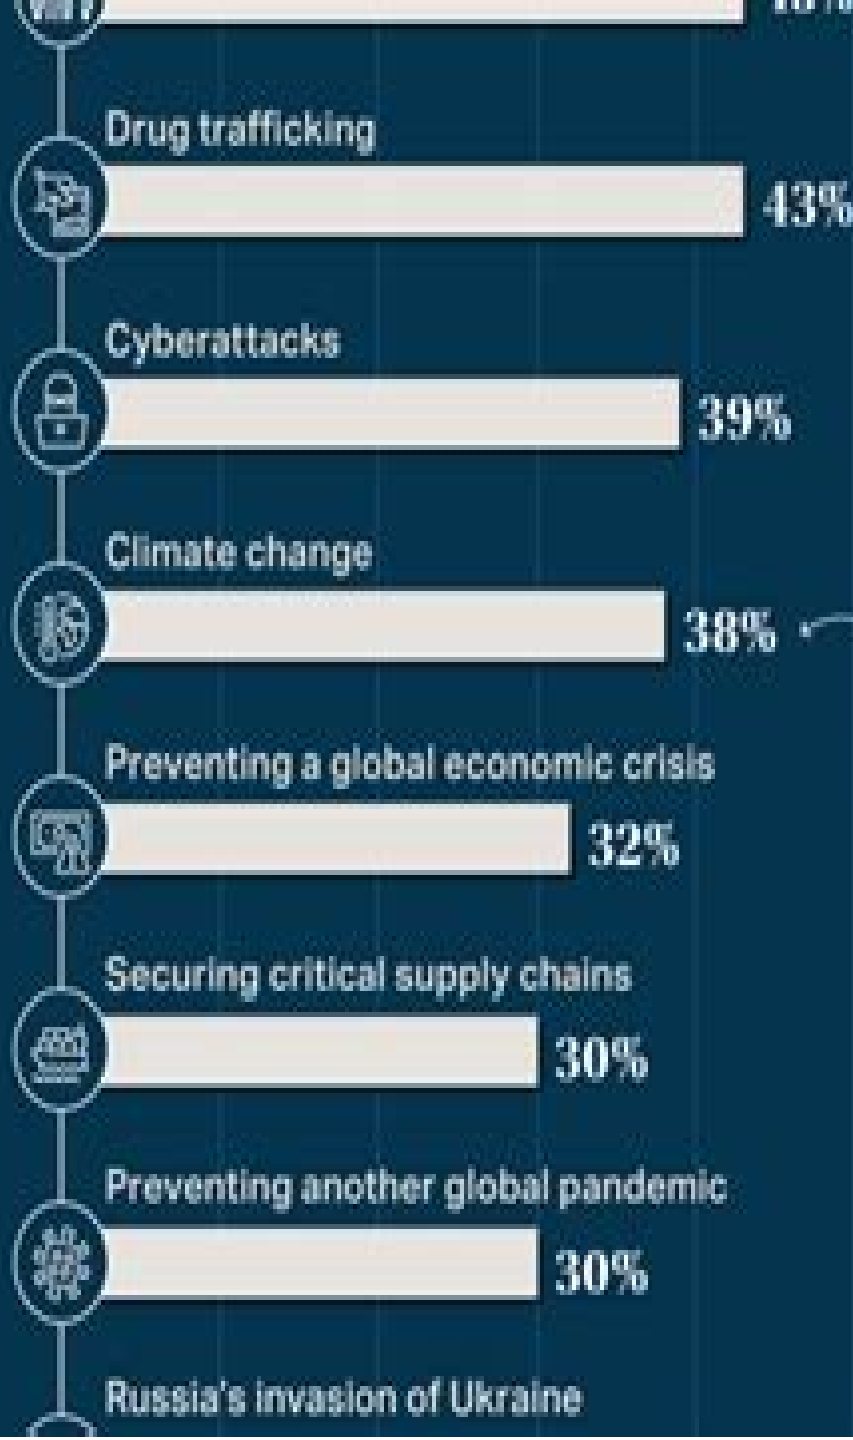 Drug trafficking
43%
Cyberattacks
39%
Climate change
38%
Preventing a global economic crisis
32%
Securing critical supply chains
30%
Preventing another global pandemic
30%
Russia's invasion of Ukraine